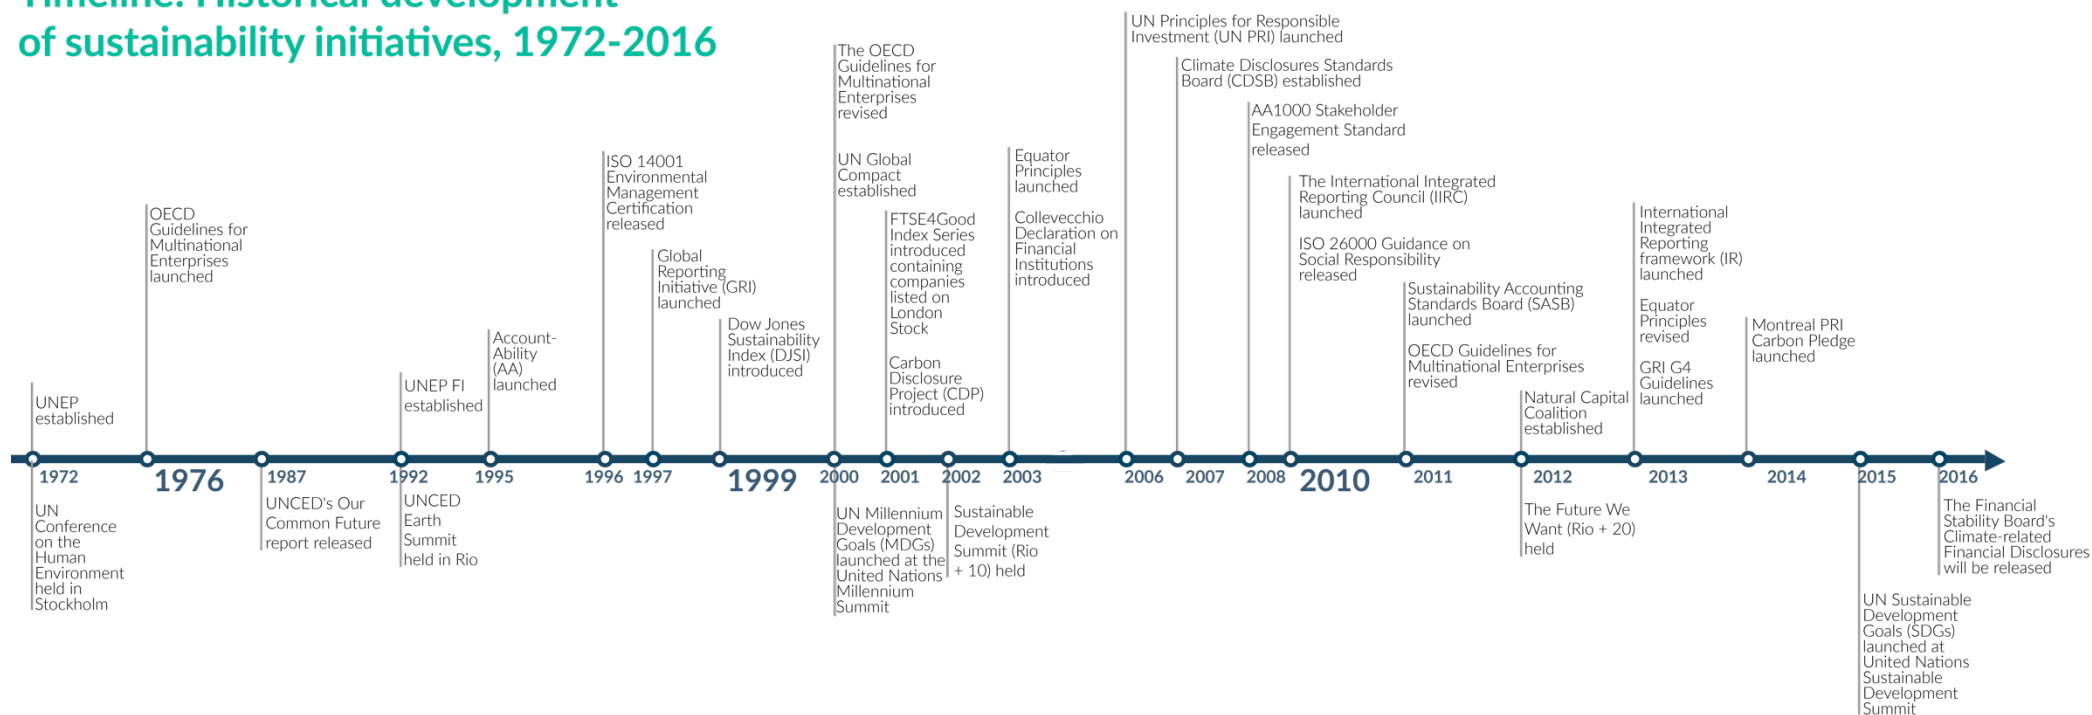 Timeline: Historical development
of sustainability initiatives, 1972-2016
UNEP
established
1972
UN
Conference
on the
Human
Environment
held in
Stockholm
OECD
Guidelines for
Multinational
Enterprises
launched
1976
1987
UNCED's Our
Common Future
report released
UNEP FI
established
1992
UNCED
Earth
Summit
held in Rio
Account-
Ability
(AA)
launched
1995
ISO 14001
Environmental
Management
Certification
released
1996
Global
Reporting
Initiative (GRI)
launched
1997
Dow Jones
Sustainability
Index (DJSI)
introduced
1999
The OECD
Guidelines for
Multinational
Enterprises
revised
UN Global
Compact
established
2000
UN Millennium
Development
Goals (MDGs)
launched at the
United Nations
Millennium
Summit
FTSE4Good
Index Series
introduced
containing
companies
listed on
London
Stock
Carbon
Disclosure
Project (CDP)
introduced
2001
2002
Sustainable
Development
Summit (Rio
+ 10) held
Equator
Principles
launched
Collevecchio
Declaration on
Financial
Institutions
introduced
2003
UN Principles for Responsible
Investment (UN PRI) launched
2006
Climate Disclosures Standards
Board (CDSB) established
2007
AA1000 Stakeholder
Engagement Standard
released
2008
The International Integrated
Reporting Council (IIRC)
launched
ISO 26000 Guidance on
Social Responsibility
released
2010
Sustainability Accounting
Standards Board (SASB)
launched
OECD Guidelines for
Multinational Enterprises
revised
2011
Natural Capital
Coalition
established
2012
The Future We
Want (Rio + 20)
held
International
Integrated
Reporting
framework (IR)
launched
Equator
Principles
revised
GRI G4
Guidelines
launched
2013
Montreal PRI
Carbon Pledge
launched
2014
2015
UN Sustainable
Development
Goals (SDGs)
launched at
United Nations
Sustainable
Development
Summit
2016
The Financial
Stability Board's
Climate-related
Financial Disclosures
will be released